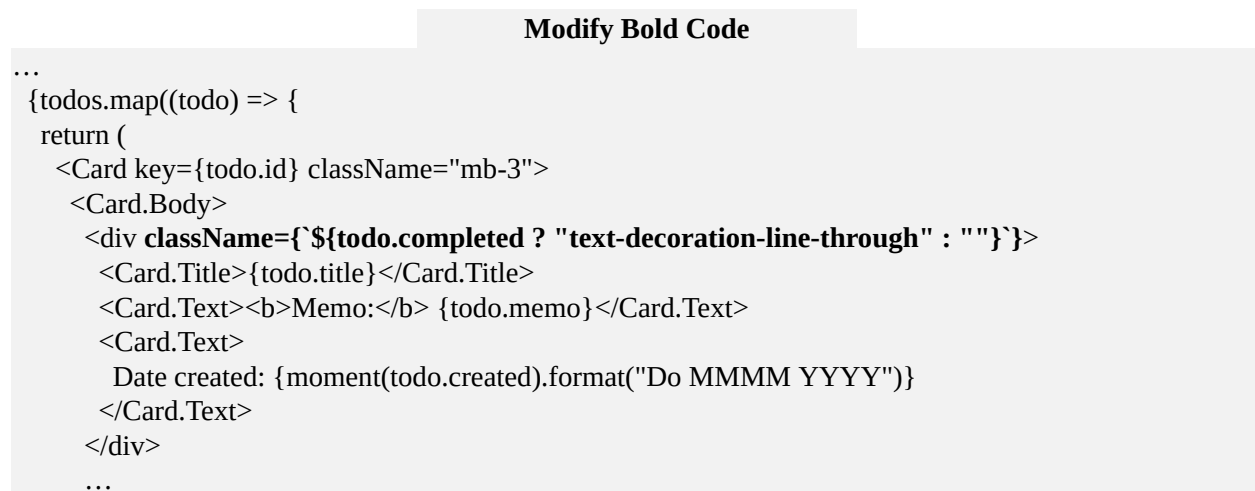 Modify Bold Code
…
{todos.map((todo) => {
return (
<Card key={todo.id} className="mb-3">
<Card.Body>
<div className={`${todo.completed ? "text-decoration-line-through" : ""}`}>
<Card.Title>{todo.title}</Card.Title>
<Card.Text><b>Memo:</b> {todo.memo}</Card.Text>
<Card.Text>
Date created: {moment(todo.created).format("Do MMMM YYYY")}
</Card.Text>
</div>
…